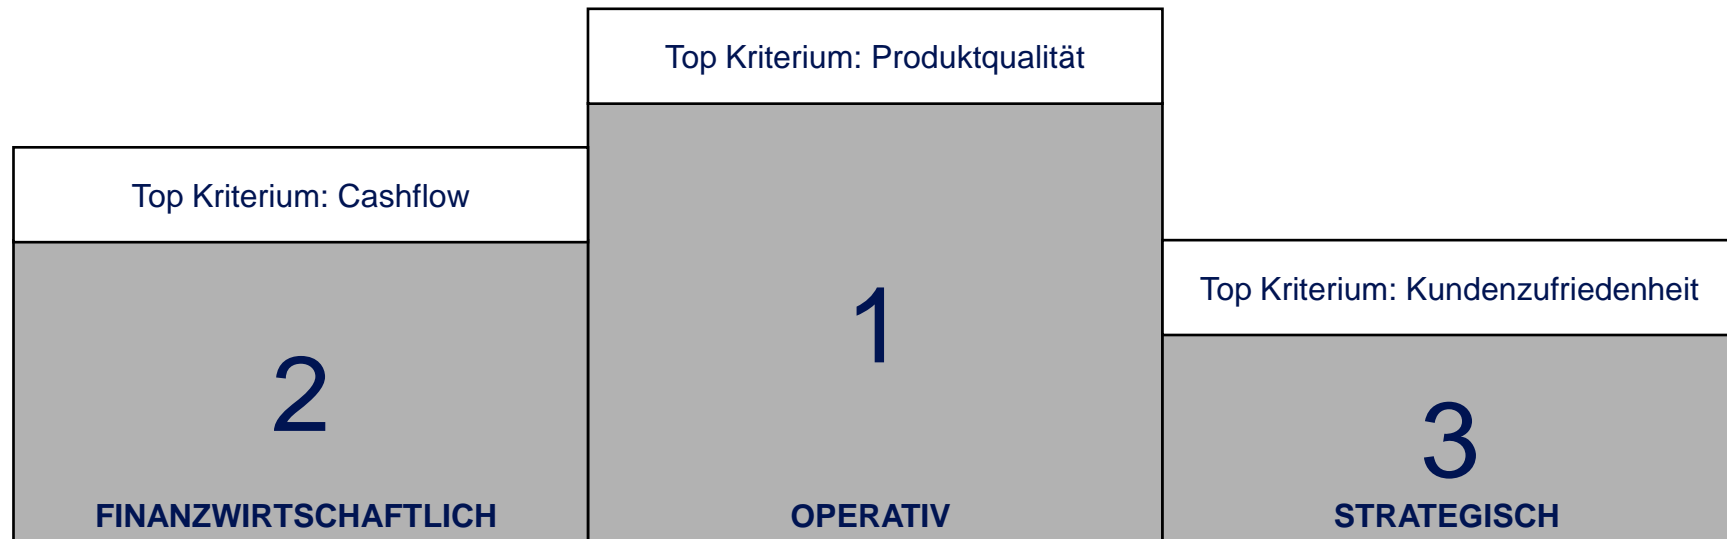 Top Kriterium: Produktqualität
Top Kriterium: Cashflow
Top Kriterium: Kundenzufriedenheit
1
2
3
FINANZWIRTSCHAFTLICH
OPERATIV
STRATEGISCH